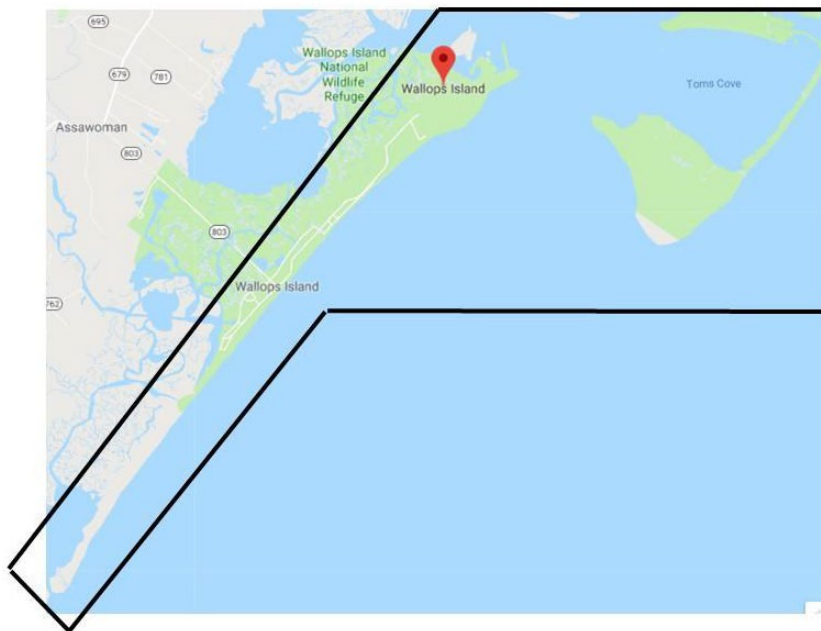 695
Wallops Island
National
Wildlife
Refuge
679
781
Wallops Island
Toms Cove
Assawoman
803
803
Wallops Island
762